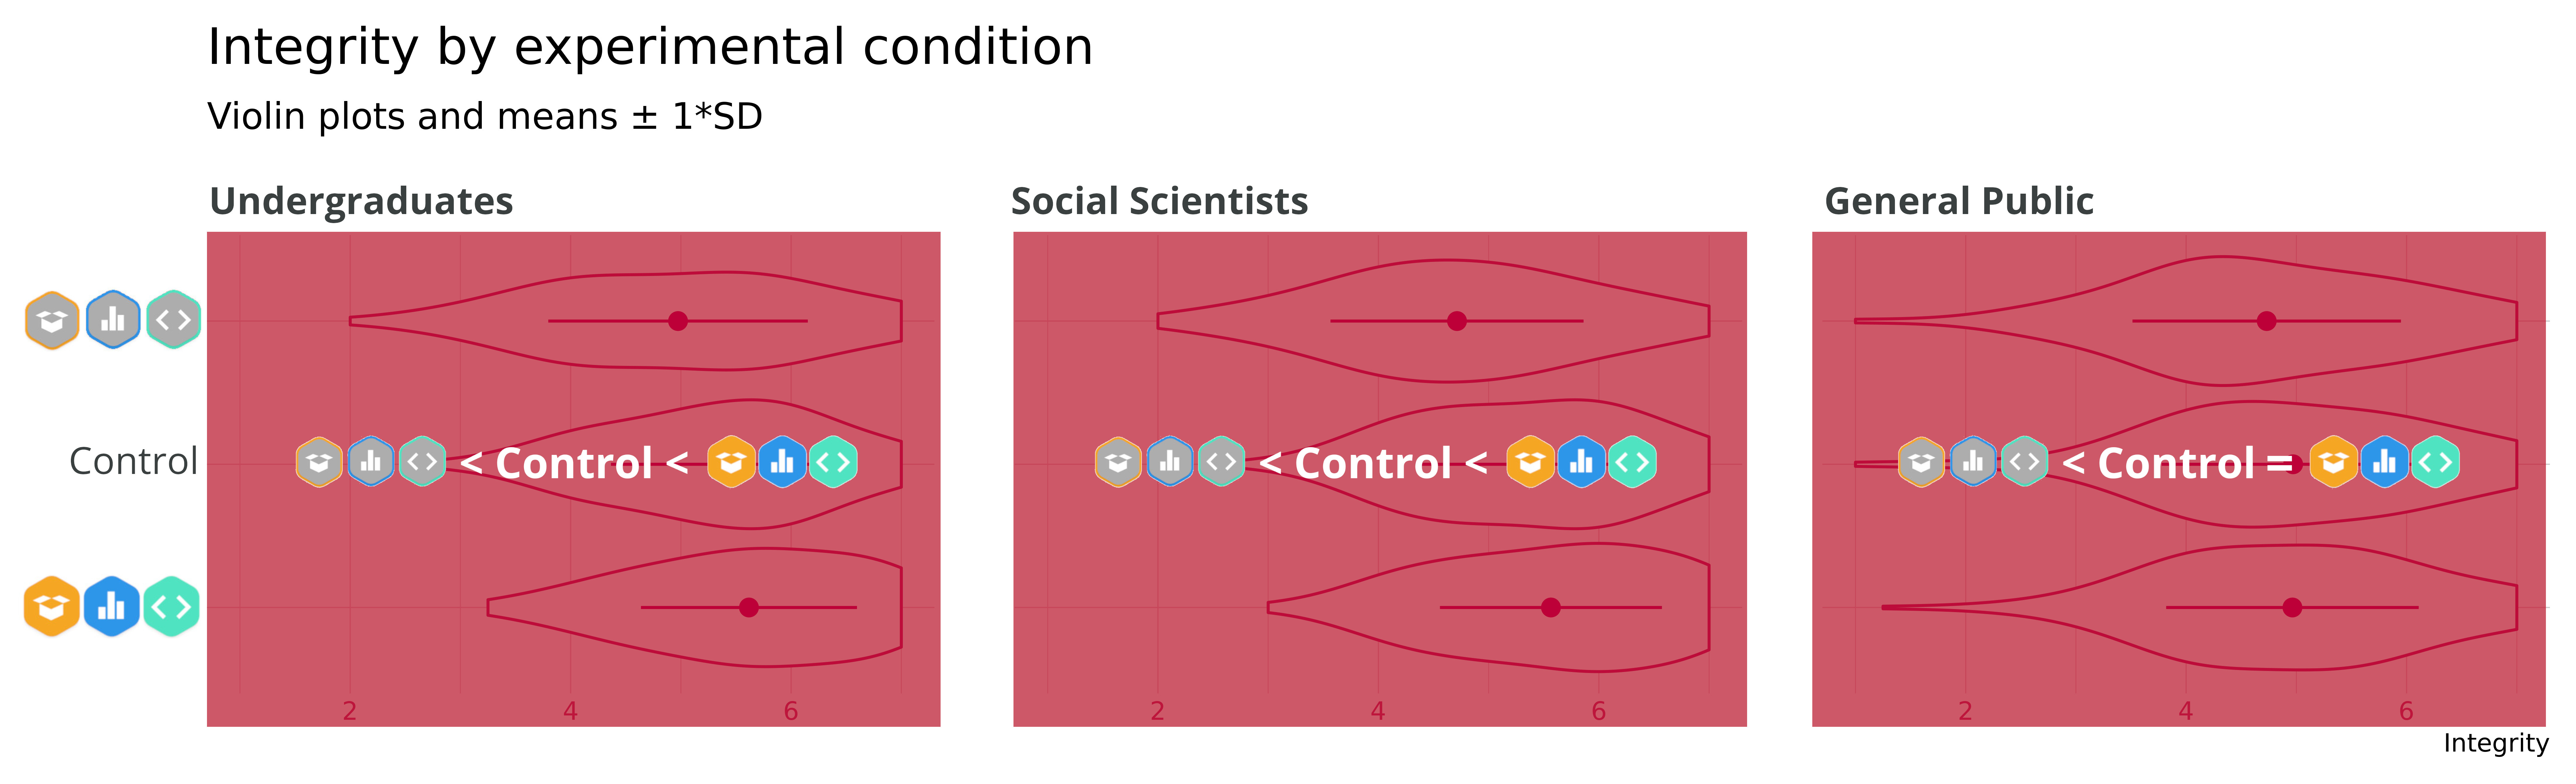 Integrity by experimental condition
Violin plots and means ± 1*SD
Undergraduates
Social Scientists
General Public
Control
< Control <
< Control <
< Control =
2 4 6
2 4 6
2 4 6
Integrity